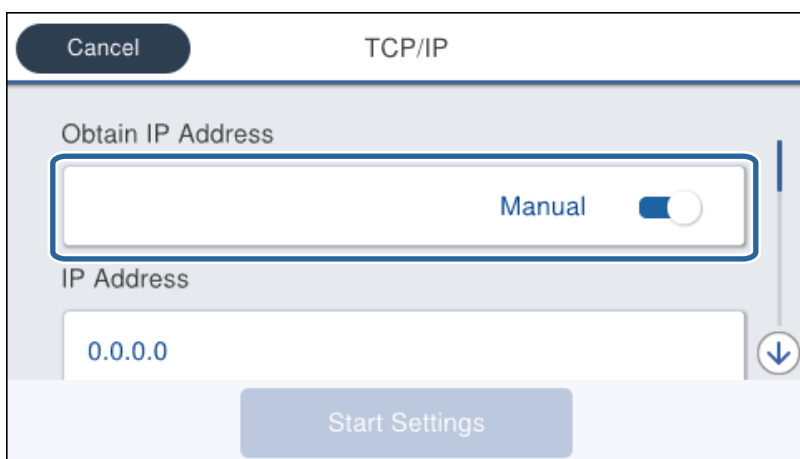 Cancel
TCP/IP
Obtain IP Address
Manual
IP Address
0.0.0.0
Start Settings